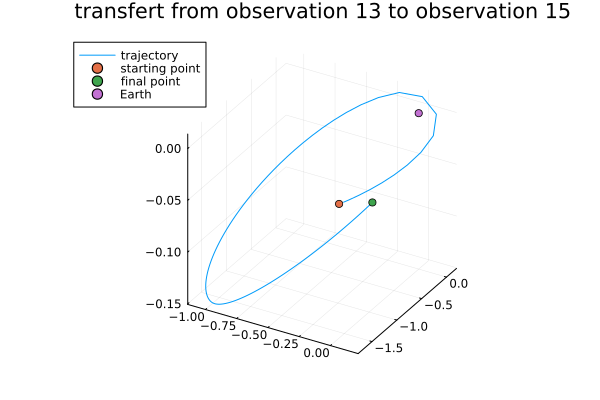 transfert from observation 13 to observation 15
trajectory
starting point
final point
Earth
0.00
−0.05
−0.10
−0.15
−1.00
−0.75
−0.50
−0.25
0.00
0.0
−0.5
−1.0
−1.5